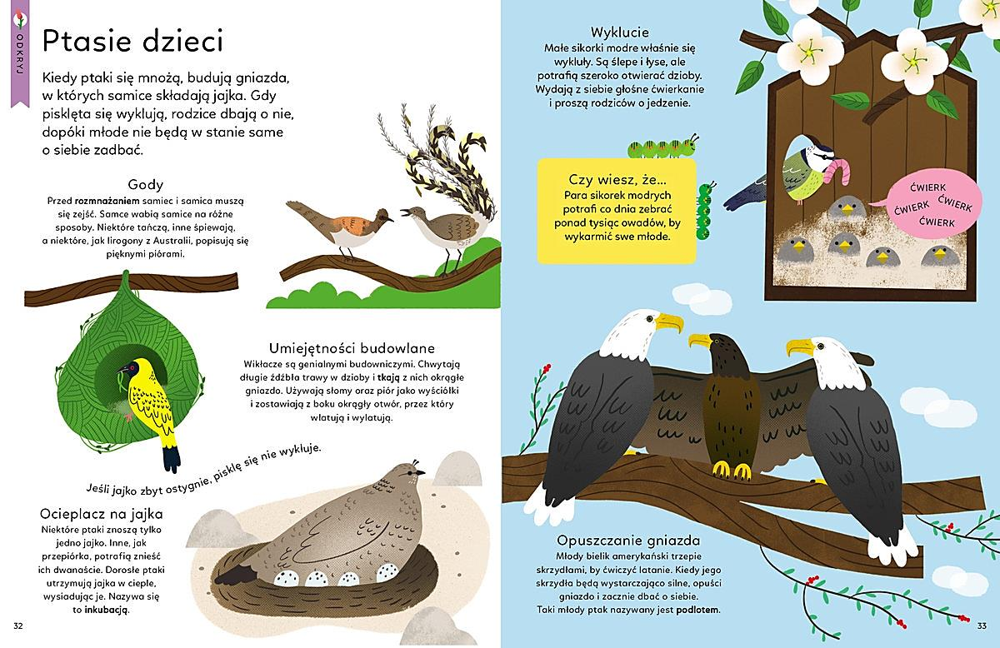 ODKRYJ
Ptasie dzieci
Kiedy ptaki się mnożą, budują gniazda,
w których samice składają jajka. Gdy
pisklęta się wyklują, rodzice dbają o nie,
dopóki młode nie będą w stanie same
o siebie zadbać.
Gody
Przed rozmnażaniem samiec i samica muszą
się zejść. Samce wabią samice na różne
sposoby. Niektóre tańczą, inne śpiewają,
a niektóre, jak lirogony z Australii, popisują się
pięknymi piórami.
Umiejętności budowlane
Wikłacze są genialnymi budowniczymi. Chwytają
długie źdźbła trawy w dzioby i tkają z nich okrągłe
gniazdo. Używają słomy oraz piór jako wyściółki
i zostawiają z boku okrągły otwór, przez który
wlatują i wylatują.
Jeśli jajko zbyt ostygnie, pisklę się nie wykluje.
Ocieplacz na jajka
Niektóre ptaki znoszą tylko
jedno jajko. Inne, jak
przepiórka, potrafią znieść
ich dwanaście. Dorosłe ptaki
utrzymują jajka w cieple,
wysiadując je. Nazywa się
to inkubacją.
32
Wyklucie
Małe sikorki modre właśnie się
wykluły. Są ślepe i łyse, ale
potrafią szeroko otwierać dzioby.
Wydają z siebie głośne ćwierkanie
i proszą rodziców o jedzenie.
Czy wiesz, że...
Para sikorek modrych
potrafi co dnia zebrać
ponad tysiąc owadów, by
wykarmić swe młode.
ĆWIERK
ĆWIERK
ĆWIERK
ĆWIERK
Opuszczanie gniazda
Młody bielik amerykański trzepie
skrzydłami, by ćwiczyć latanie. Kiedy jego
skrzydła będą wystarczająco silne, opuści
gniazdo i zacznie dbać o siebie.
Taki młody ptak nazywany jest podlotem.
33